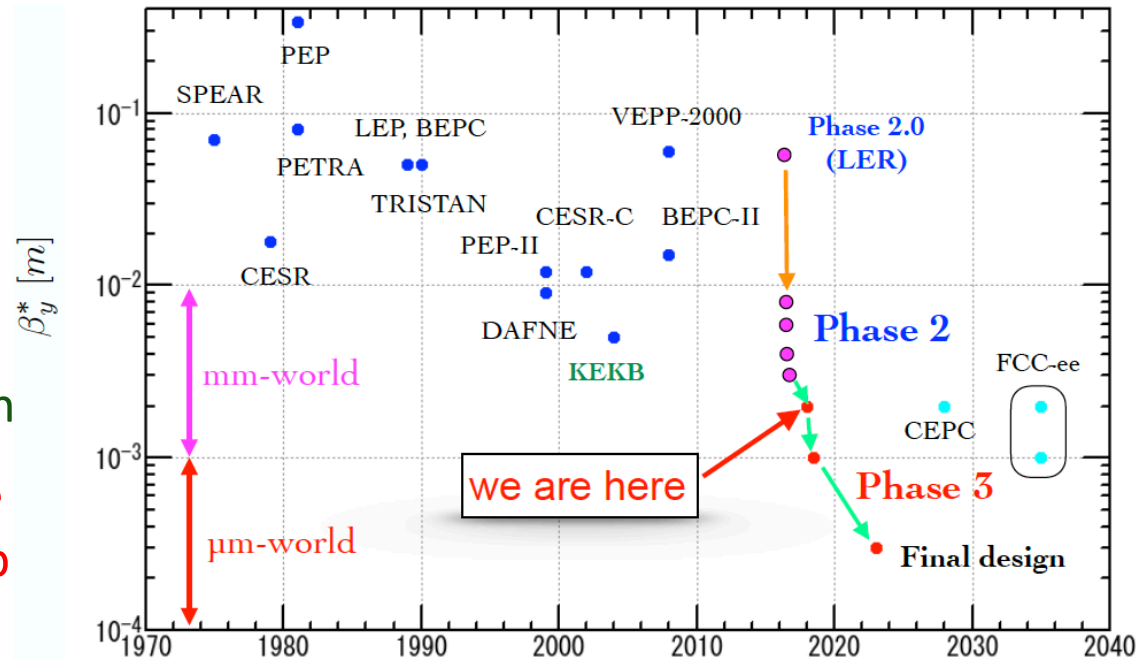 PEP
SPEAR
10⁻¹
LEP, BEPC
VEPP-2000
Phase 2.0
(LER)
PETRA
TRISTAN
CESR-C
BEPC-II
PEP-II
CESR
10⁻²
β*y [m]
DAFNE
Phase 2
KEKB
FCC-ee
mm-world
CEPC
10⁻³
we are here
Phase 3
μm-world
Final design
10⁻⁴
1970 1980 1990 2000 2010 2020 2030 2040